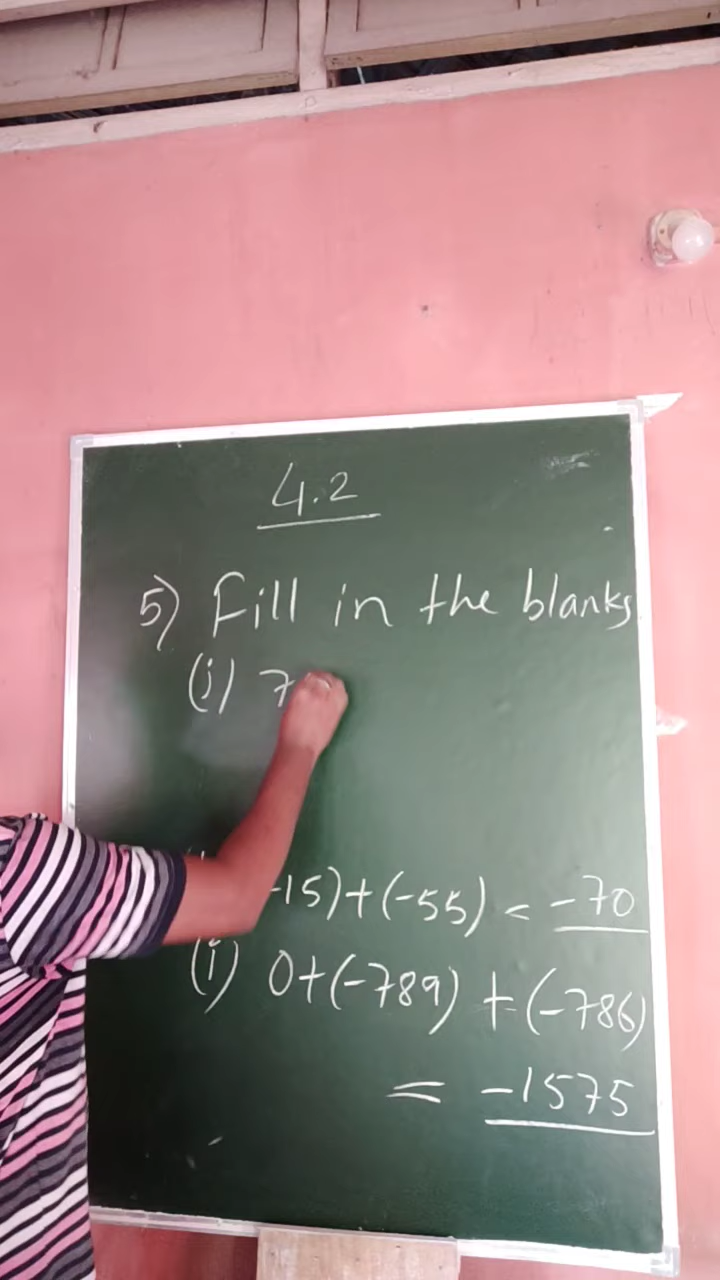 4.2
5) Fill in the blanks
(i) 7
-15)+(-55) = -70
(i) 0+(-789) + (-786)
= -1575